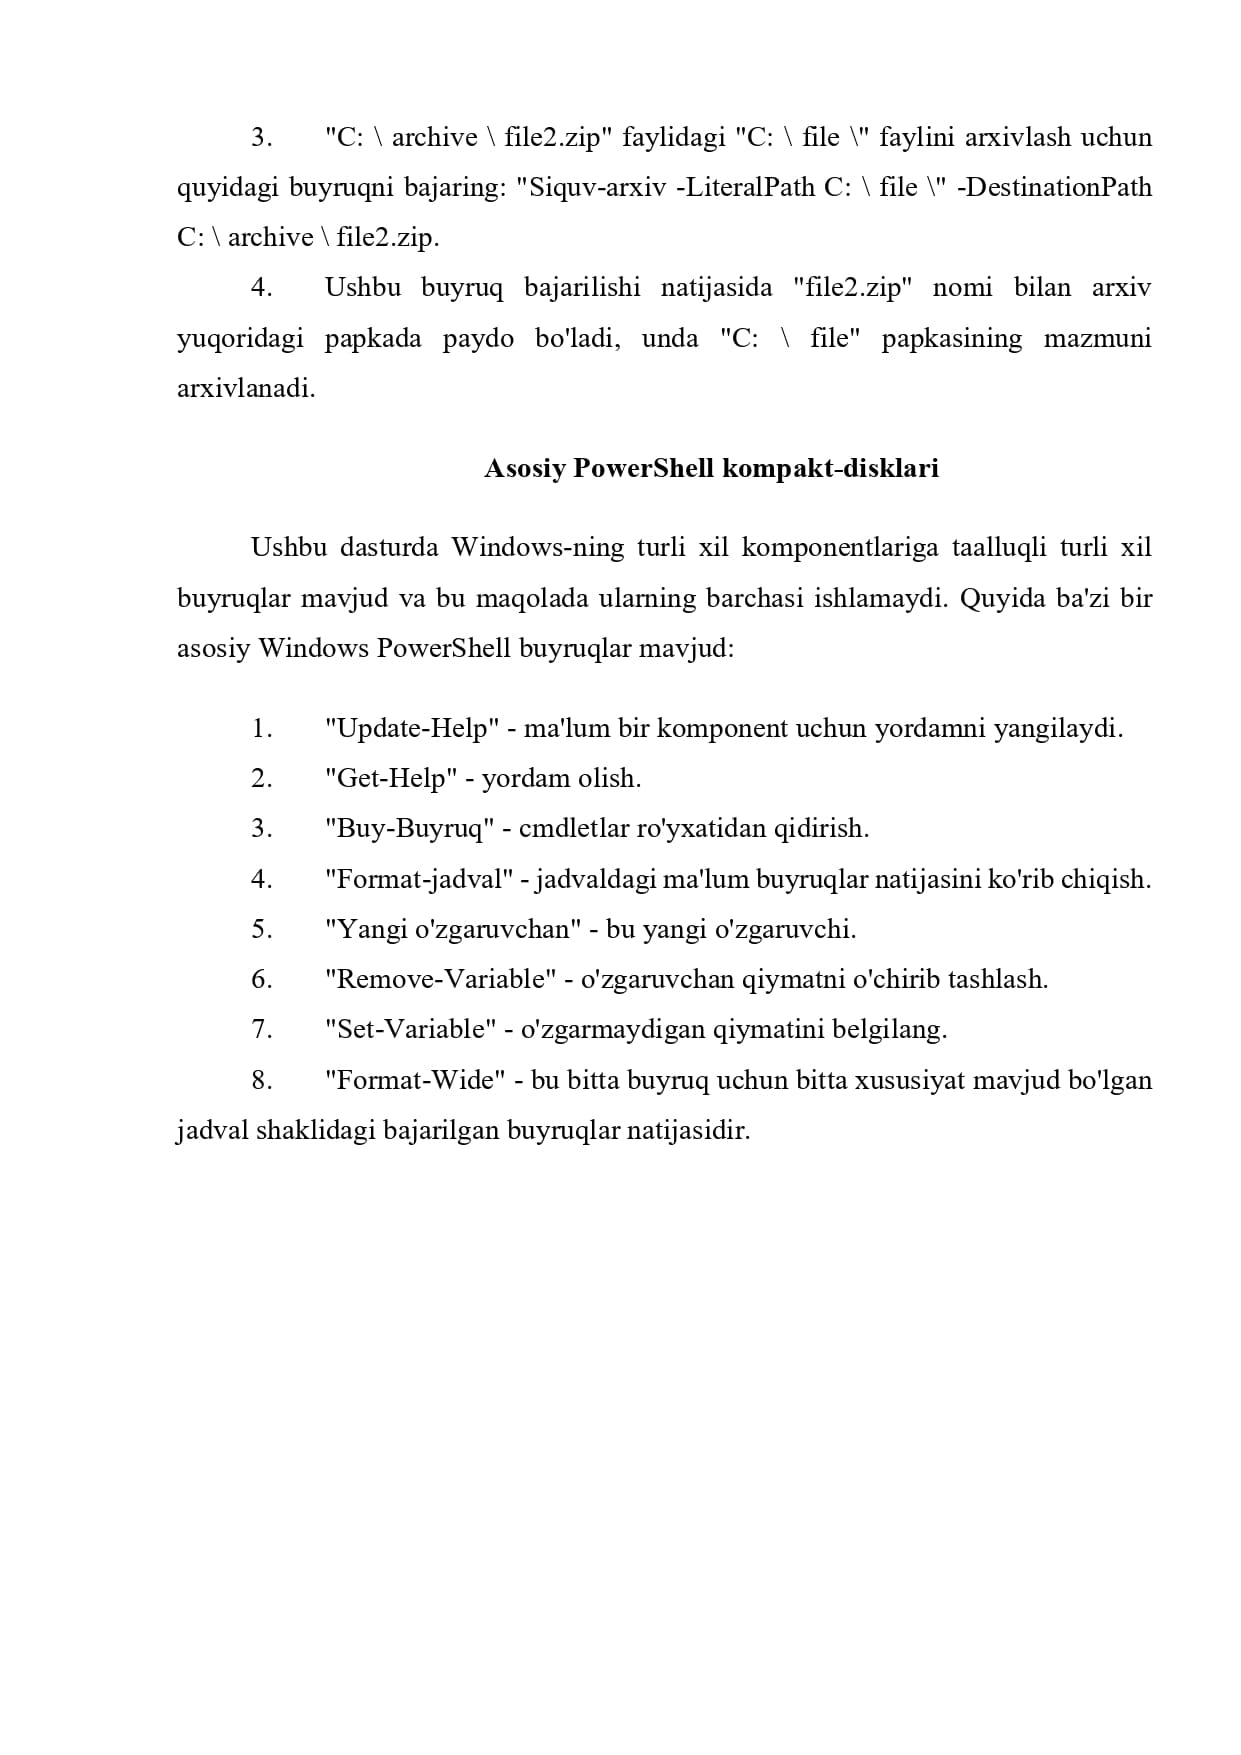 3. "C: \ archive \ file2.zip" faylidagi "C: \ file \" faylini arxivlash uchun
quyidagi buyruqni bajaring: "Siquv-arxiv -LiteralPath C: \ file \" -DestinationPath
C: \ archive \ file2.zip.
4. Ushbu buyruq bajarilishi natijasida "file2.zip" nomi bilan arxiv
yuqoridagi papkada paydo bo'ladi, unda "C: \ file" papkasining mazmuni
arxivlanadi.
Asosiy PowerShell kompakt-disklari
Ushbu dasturda Windows-ning turli xil komponentlariga taalluqli turli xil
buyruqlar mavjud va bu maqolada ularning barchasi ishlamaydi. Quyida ba'zi bir
asosiy Windows PowerShell buyruqlar mavjud:
1. "Update-Help" - ma'lum bir komponent uchun yordamni yangilaydi.
2. "Get-Help" - yordam olish.
3. "Buy-Buyruq" - cmdletlar ro'yxatidan qidirish.
4. "Format-jadval" - jadvaldagi ma'lum buyruqlar natijasini ko'rib chiqish.
5. "Yangi o'zgaruvchan" - bu yangi o'zgaruvchi.
6. "Remove-Variable" - o'zgaruvchan qiymatni o'chirib tashlash.
7. "Set-Variable" - o'zgarmaydigan qiymatini belgilang.
8. "Format-Wide" - bu bitta buyruq uchun bitta xususiyat mavjud bo'lgan
jadval shaklidagi bajarilgan buyruqlar natijasidir.